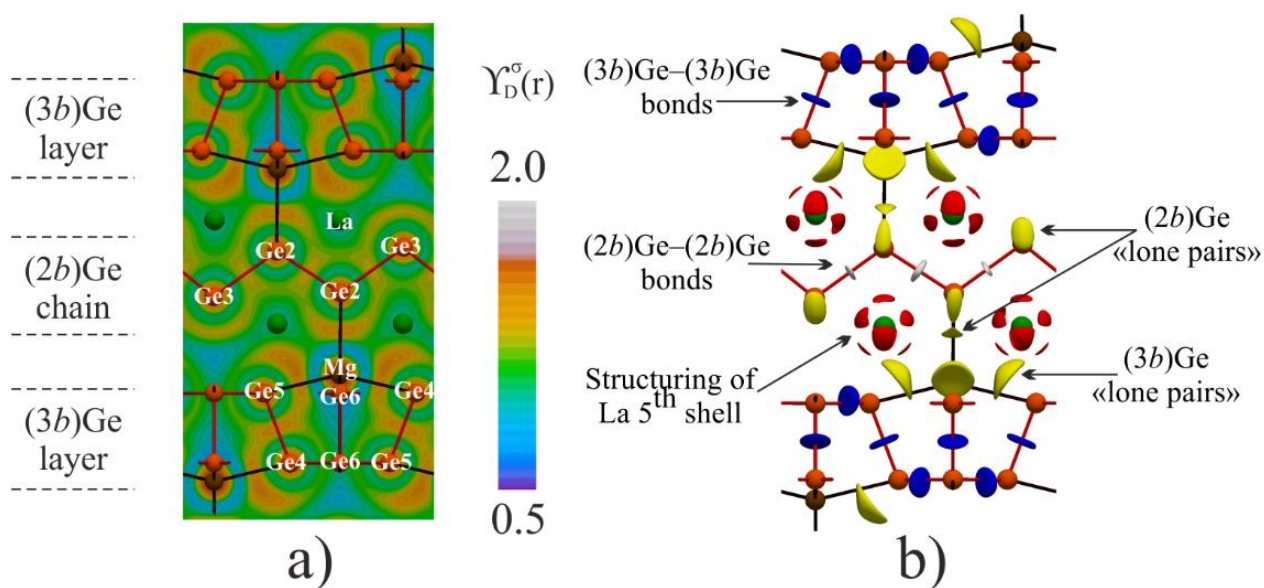 (3b)Ge
layer
(2b)Ge
chain
(3b)Ge
layer
La
Ge2
Ge3
Ge3
Ge2
Mg
Ge5
Ge6
Ge4
Ge4
Ge6
Ge5
ϒDσ(r)
2.0
0.5
a)
(3b)Ge–(3b)Ge
bonds
(2b)Ge–(2b)Ge
bonds
Structuring of
La 5th shell
(2b)Ge
«lone pairs»
(3b)Ge
«lone pairs»
b)